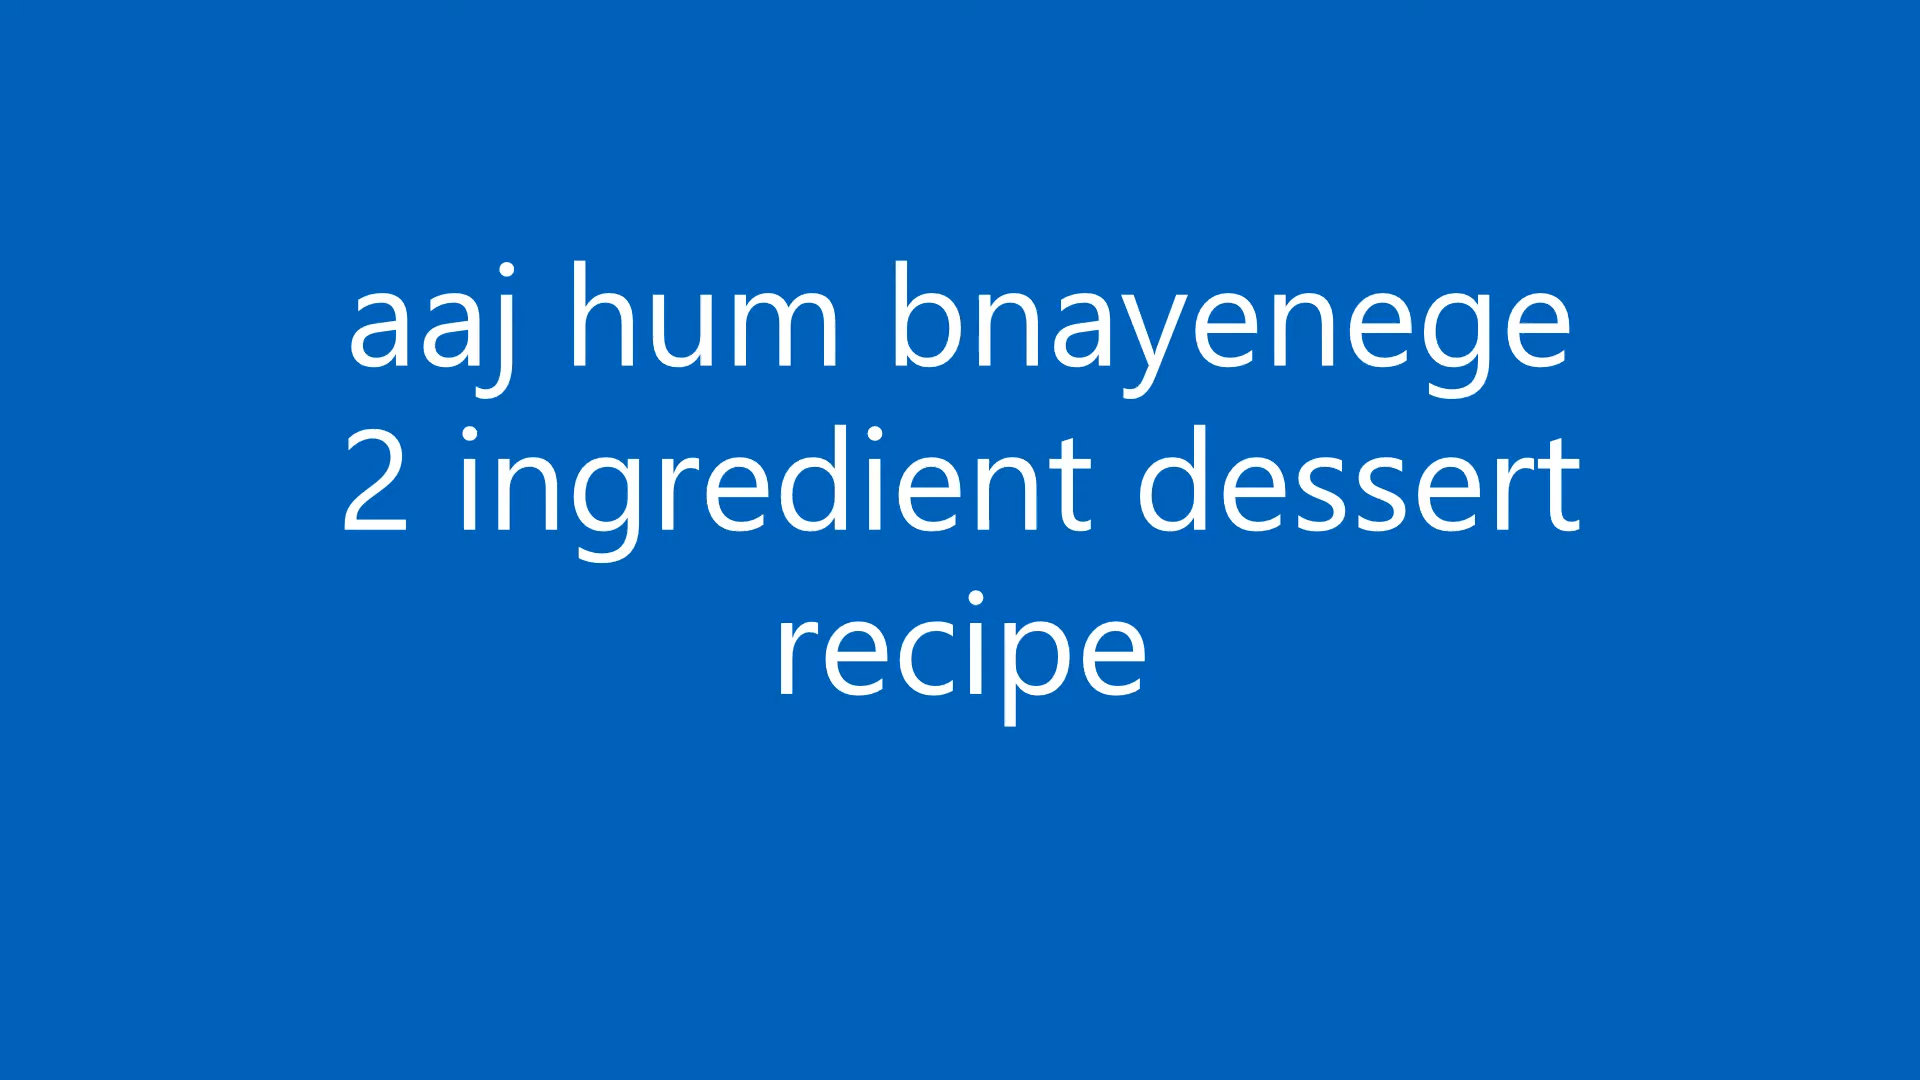 aaj hum bnayenege
2 ingredient dessert
recipe